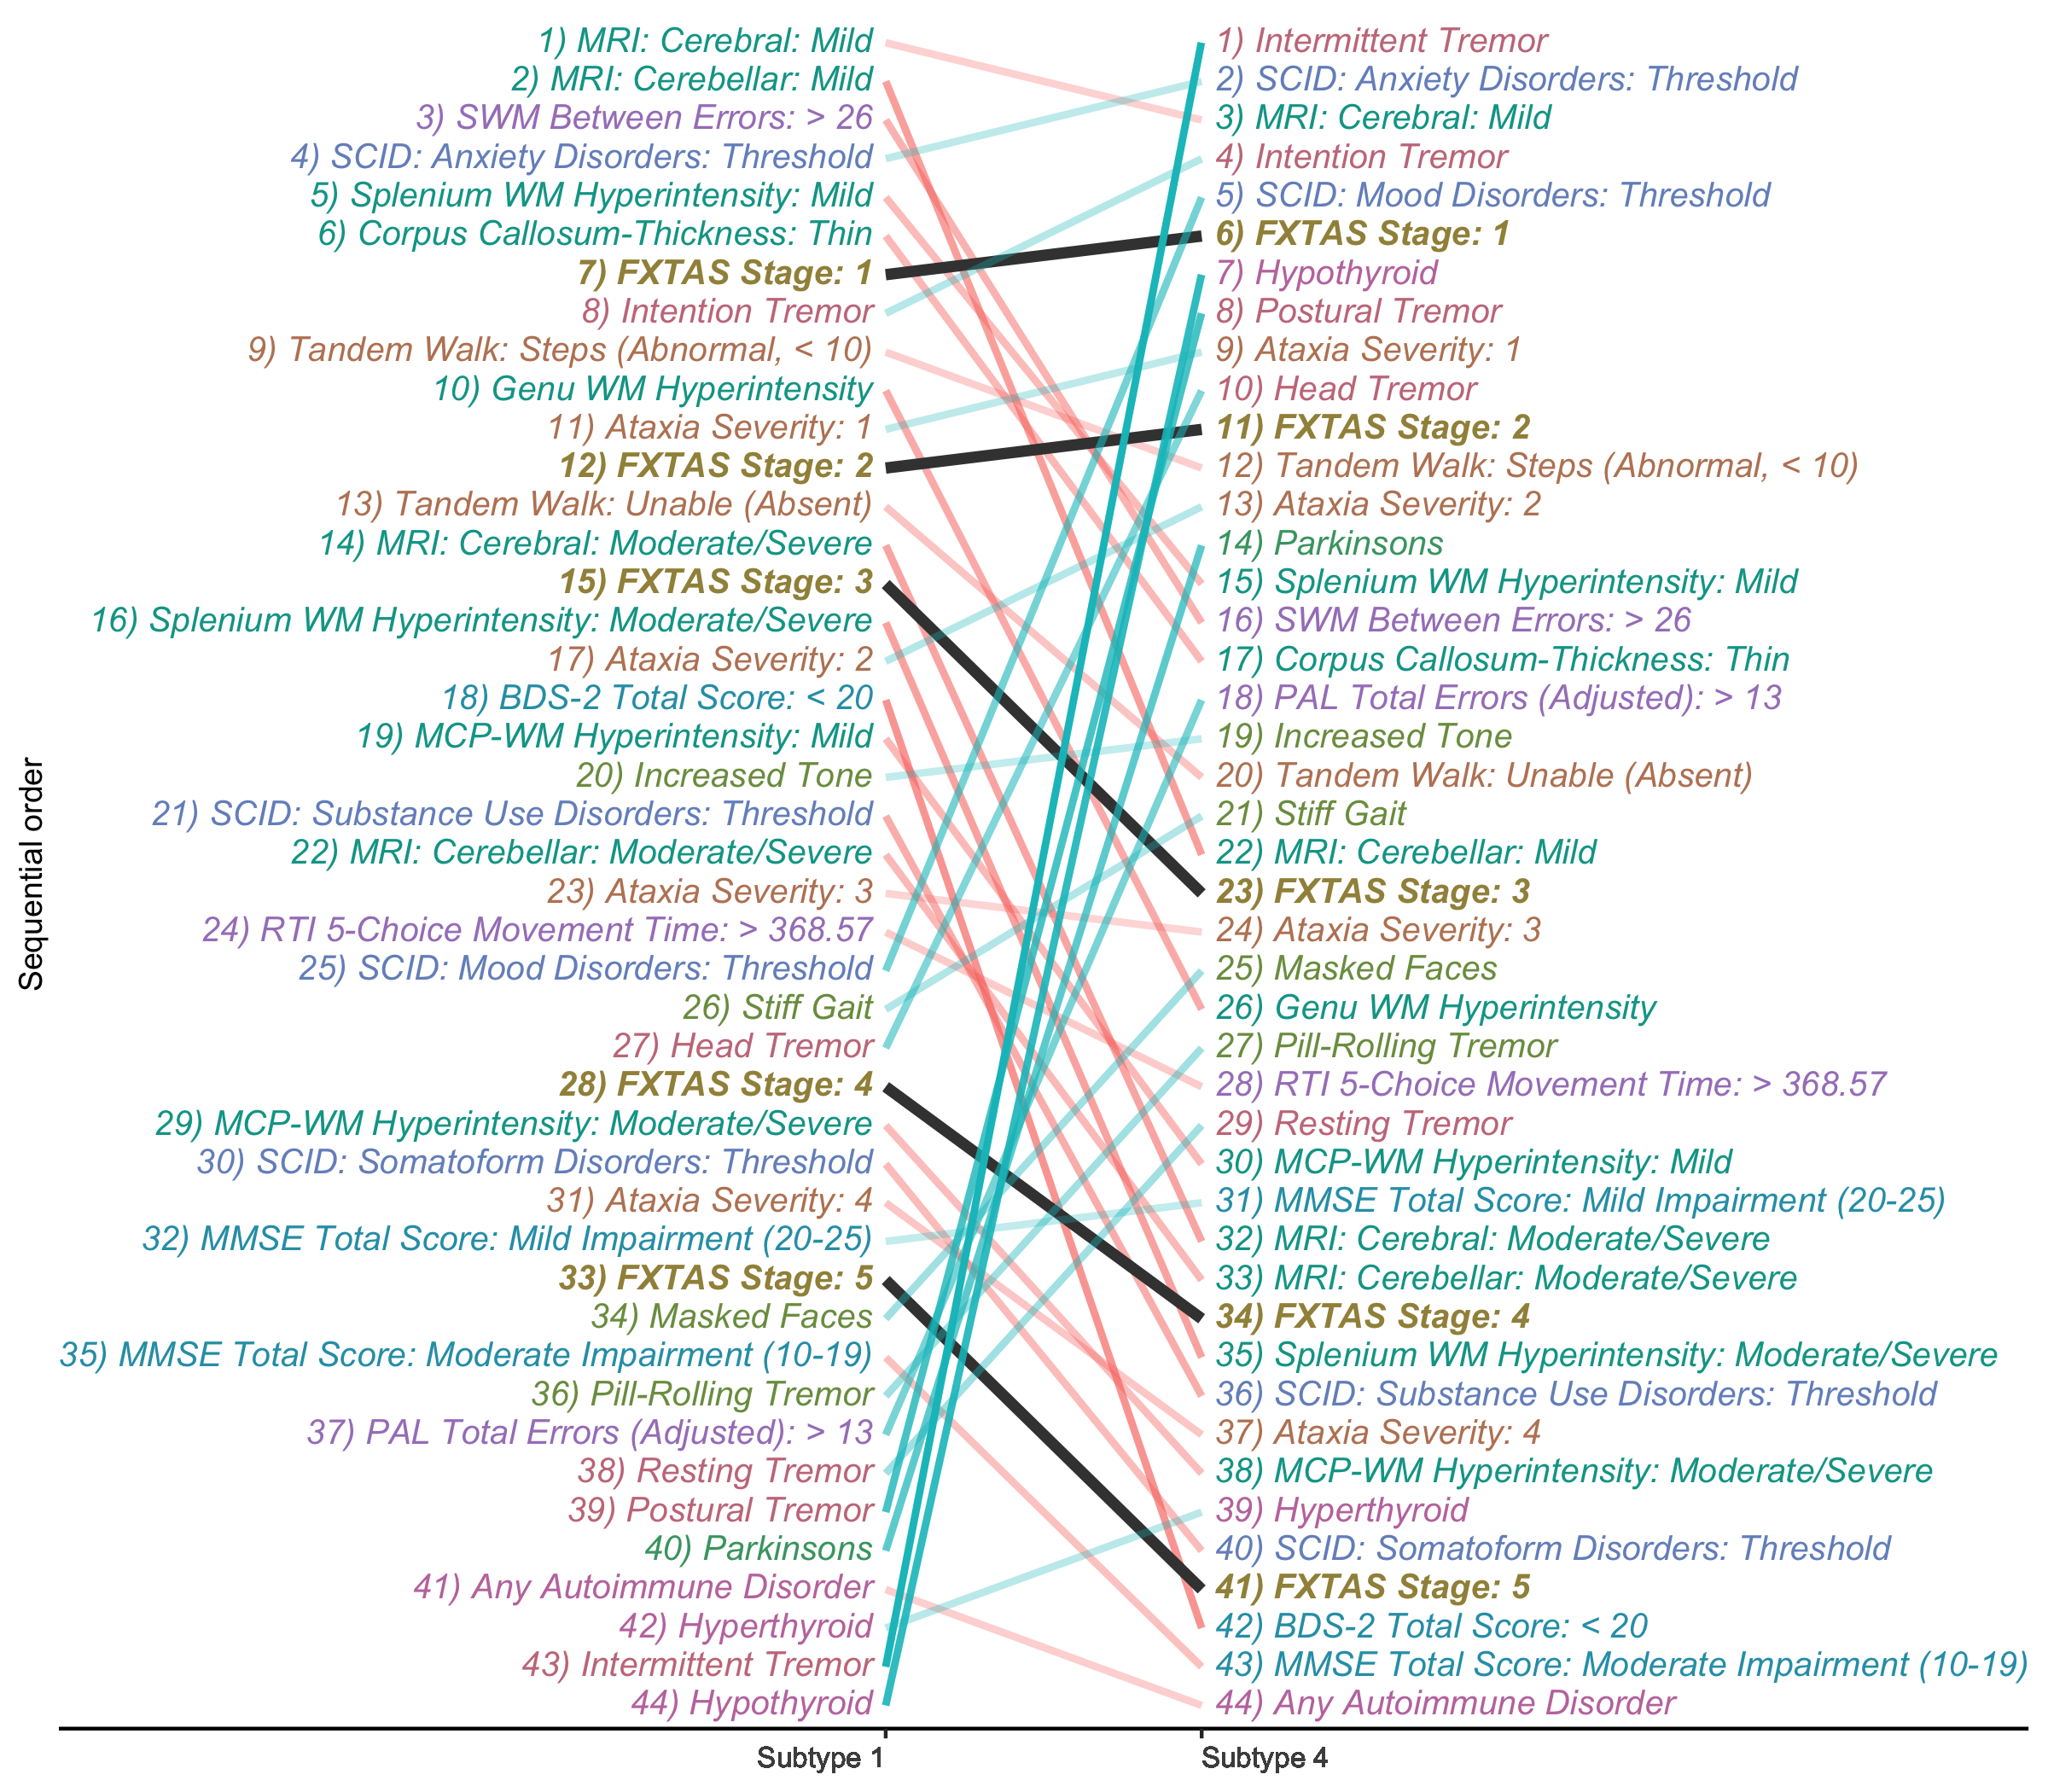 Sequential order
1) MRI: Cerebral: Mild
2) MRI: Cerebellar: Mild
3) SWM Between Errors: > 26
4) SCID: Anxiety Disorders: Threshold
5) Splenium WM Hyperintensity: Mild
6) Corpus Callosum-Thickness: Thin
7) FXTAS Stage: 1
8) Intention Tremor
9) Tandem Walk: Steps (Abnormal, < 10)
10) Genu WM Hyperintensity
11) Ataxia Severity: 1
12) FXTAS Stage: 2
13) Tandem Walk: Unable (Absent)
14) MRI: Cerebral: Moderate/Severe
15) FXTAS Stage: 3
16) Splenium WM Hyperintensity: Moderate/Severe
17) Ataxia Severity: 2
18) BDS-2 Total Score: < 20
19) MCP-WM Hyperintensity: Mild
20) Increased Tone
21) SCID: Substance Use Disorders: Threshold
22) MRI: Cerebellar: Moderate/Severe
23) Ataxia Severity: 3
24) RTI 5-Choice Movement Time: > 368.57
25) SCID: Mood Disorders: Threshold
26) Stiff Gait
27) Head Tremor
28) FXTAS Stage: 4
29) MCP-WM Hyperintensity: Moderate/Severe
30) SCID: Somatoform Disorders: Threshold
31) Ataxia Severity: 4
32) MMSE Total Score: Mild Impairment (20-25)
33) FXTAS Stage: 5
34) Masked Faces
35) MMSE Total Score: Moderate Impairment (10-19)
36) Pill-Rolling Tremor
37) PAL Total Errors (Adjusted): > 13
38) Resting Tremor
39) Postural Tremor
40) Parkinsons
41) Any Autoimmune Disorder
42) Hyperthyroid
43) Intermittent Tremor
44) Hypothyroid
1) Intermittent Tremor
2) SCID: Anxiety Disorders: Threshold
3) MRI: Cerebral: Mild
4) Intention Tremor
5) SCID: Mood Disorders: Threshold
6) FXTAS Stage: 1
7) Hypothyroid
8) Postural Tremor
9) Ataxia Severity: 1
10) Head Tremor
11) FXTAS Stage: 2
12) Tandem Walk: Steps (Abnormal, < 10)
13) Ataxia Severity: 2
14) Parkinsons
15) Splenium WM Hyperintensity: Mild
16) SWM Between Errors: > 26
17) Corpus Callosum-Thickness: Thin
18) PAL Total Errors (Adjusted): > 13
19) Increased Tone
20) Tandem Walk: Unable (Absent)
21) Stiff Gait
22) MRI: Cerebellar: Mild
23) FXTAS Stage: 3
24) Ataxia Severity: 3
25) Masked Faces
26) Genu WM Hyperintensity
27) Pill-Rolling Tremor
28) RTI 5-Choice Movement Time: > 368.57
29) Resting Tremor
30) MCP-WM Hyperintensity: Mild
31) MMSE Total Score: Mild Impairment (20-25)
32) MRI: Cerebral: Moderate/Severe
33) MRI: Cerebellar: Moderate/Severe
34) FXTAS Stage: 4
35) Splenium WM Hyperintensity: Moderate/Severe
36) SCID: Substance Use Disorders: Threshold
37) Ataxia Severity: 4
38) MCP-WM Hyperintensity: Moderate/Severe
39) Hyperthyroid
40) SCID: Somatoform Disorders: Threshold
41) FXTAS Stage: 5
42) BDS-2 Total Score: < 20
43) MMSE Total Score: Moderate Impairment (10-19)
44) Any Autoimmune Disorder
Subtype 1
Subtype 4